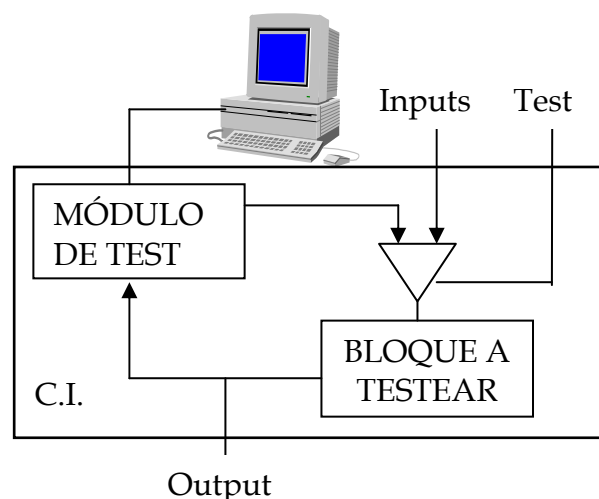 Inputs
Test
MÓDULO
DE TEST
BLOQUE A
TESTEAR
C.I.
Output